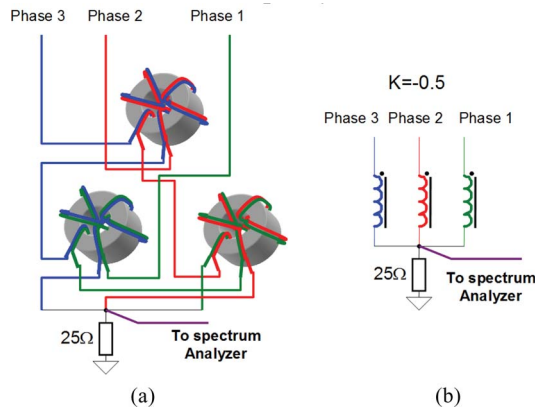 Phase 3 Phase 2 Phase 1
K=-0.5
Phase 3 Phase 2 Phase 1
25Ω
To spectrum
Analyzer
25Ω
To spectrum
Analyzer
(a)
(b)